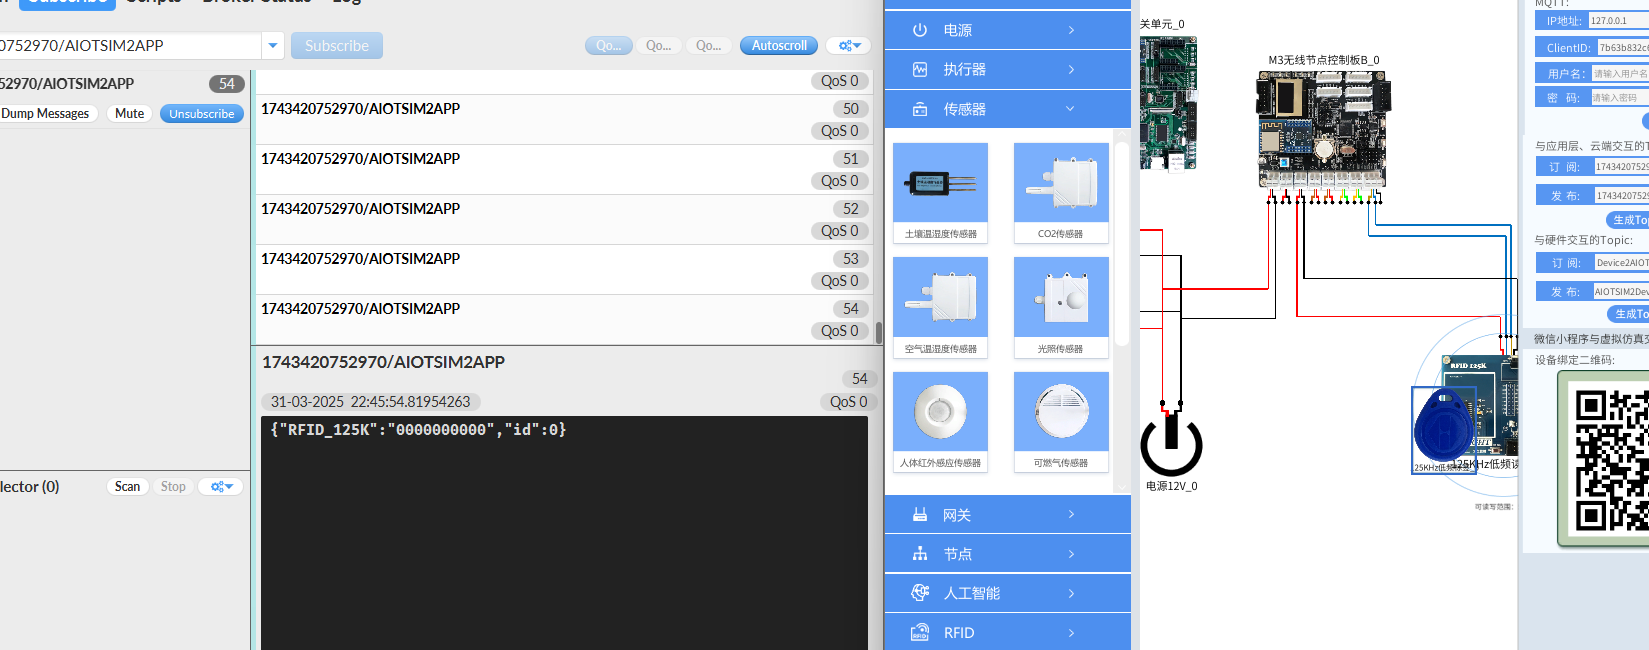 Subscribe
Scripts
Broker Status
Log
0752970/AIOTSIM2APP
Subscribe
Qo...
Qo...
Qo...
Autoscroll
52970/AIOTSIM2APP
54
Dump Messages
Mute
Unsubscribe
QoS 0
1743420752970/AIOTSIM2APP
50
QoS 0
1743420752970/AIOTSIM2APP
51
QoS 0
1743420752970/AIOTSIM2APP
52
QoS 0
1743420752970/AIOTSIM2APP
53
QoS 0
1743420752970/AIOTSIM2APP
54
QoS 0
1743420752970/AIOTSIM2APP
54
31-03-2025 22:45:54.81954263
QoS 0
{"RFID_125K":"0000000000","id":0}
lector (0)
Scan
Stop
电源
执行器
传感器
土壤温湿度传感器
CO2传感器
空气温湿度传感器
光照传感器
人体红外感应传感器
可燃气传感器
网关
节点
人工智能
RFID
关单元_0
M3无线节点控制板B_0
电源12V_0
RFID 125K
125KHz低频读
25KHz低频标签
可读写范围:
MQTT:
IP地址:
127.0.0.1
ClientID:
7b63b832c6
用户名:
请输入用户名
密 码:
请输入密码
与应用层、云端交互的T
订 阅:
17434207529
发 布:
17434207529
生成Top
与硬件交互的Topic:
订 阅:
Device2AIOT
发 布:
AIOTSIM2Dev
生成To
微信小程序与虚拟仿真交
设备绑定二维码: